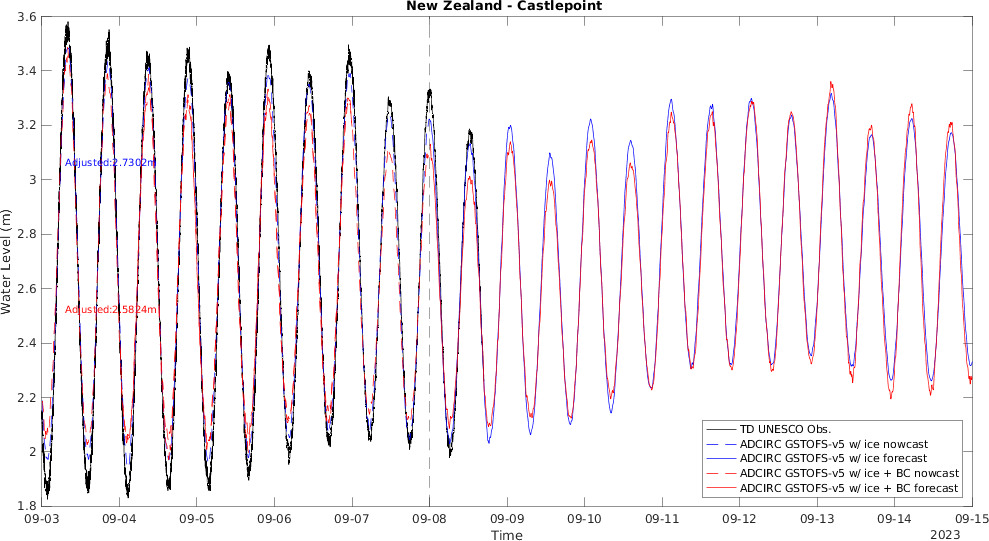 New Zealand - Castlepoint
3.6
3.4
3.2
3
2.8
2.6
2.4
2.2
2
1.8
Water Level (m)
Adjusted:2.7302m
Adjusted:2.5824m
TD UNESCO Obs.
ADCIRC GSTOFS-v5 w/ ice nowcast
ADCIRC GSTOFS-v5 w/ ice forecast
ADCIRC GSTOFS-v5 w/ ice + BC nowcast
ADCIRC GSTOFS-v5 w/ ice + BC forecast
09-03 09-04 09-05 09-06 09-07 09-08 09-09 09-10 09-11 09-12 09-13 09-14 09-15
Time
2023